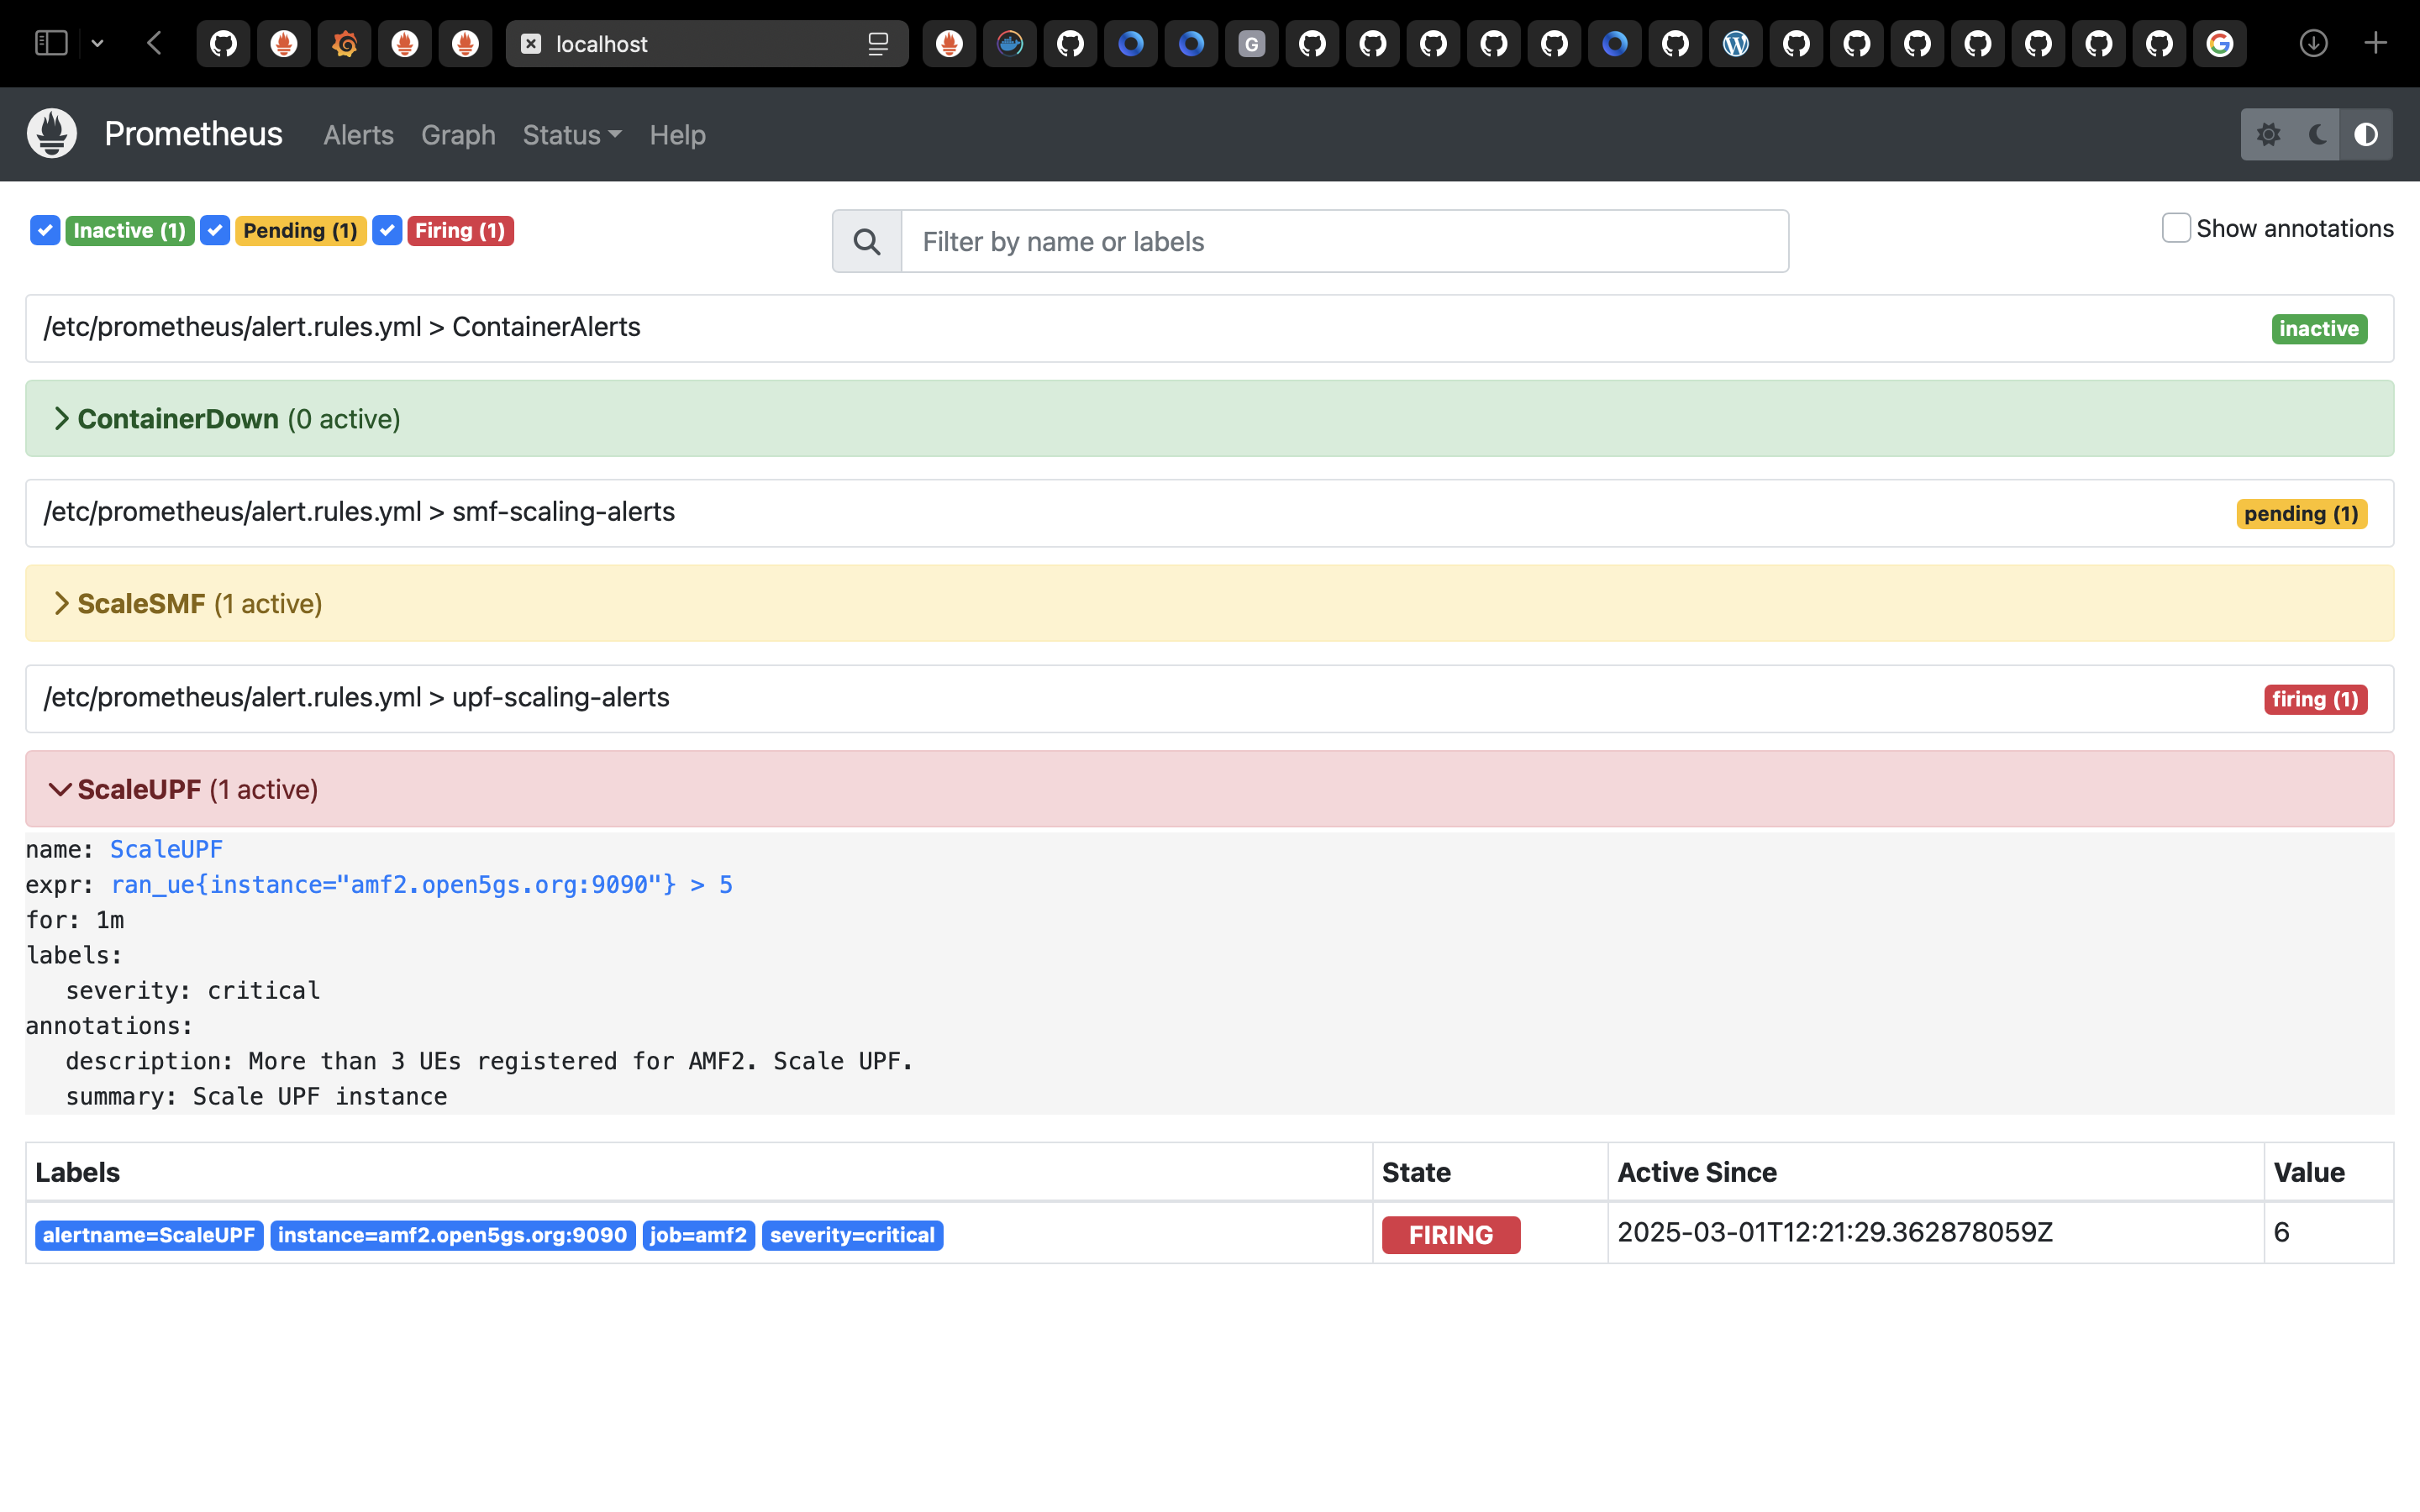 localhost
G
Prometheus Alerts Graph Status Help
Inactive (1) Pending (1) Firing (1) Filter by name or labels Show annotations
/etc/prometheus/alert.rules.yml > ContainerAlerts inactive
ContainerDown (0 active)
/etc/prometheus/alert.rules.yml > smf-scaling-alerts pending (1)
ScaleSMF (1 active)
/etc/prometheus/alert.rules.yml > upf-scaling-alerts firing (1)
ScaleUPF (1 active)
name: ScaleUPF
expr: ran_ue{instance="amf2.open5gs.org:9090"} > 5
for: 1m
labels:
severity: critical
annotations:
description: More than 3 UEs registered for AMF2. Scale UPF.
summary: Scale UPF instance
Labels State Active Since Value
alertname=ScaleUPF instance=amf2.open5gs.org:9090 job=amf2 severity=critical FIRING 2025-03-01T12:21:29.362878059Z 6